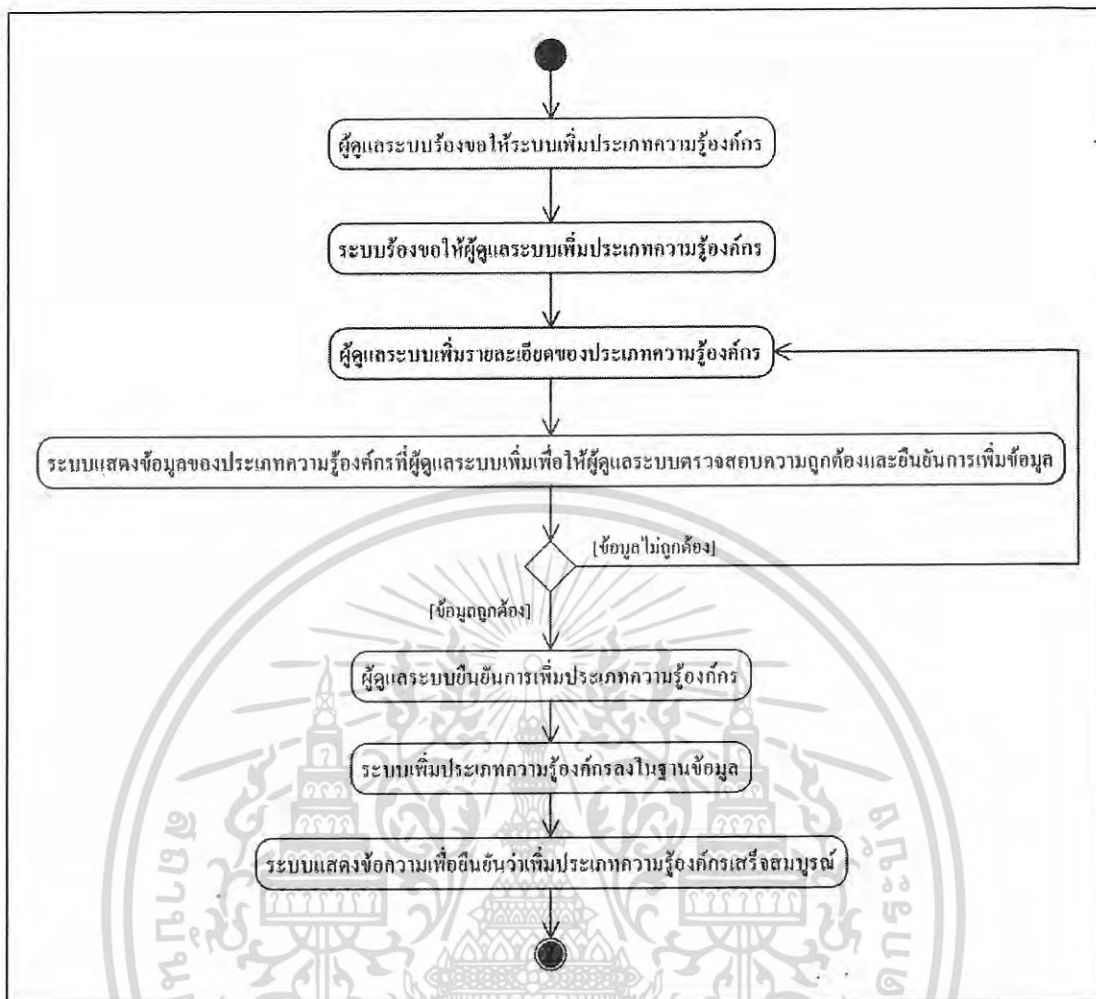 ผู้ดูแลระบบร้องขอให้ระบบเพิ่มประเภทความรู้องค์กร
ระบบร้องขอให้ผู้ดูแลระบบเพิ่มประเภทความรู้องค์กร
ผู้ดูแลระบบเพิ่มรายละเอียดของประเภทความรู้องค์กร
ระบบแสดงข้อมูลของประเภทความรู้องค์กรที่ผู้ดูแลระบบเพิ่มเพื่อให้ผู้ดูแลระบบตรวจสอบความถูกต้องและยืนยันการเพิ่มข้อมูล
[ข้อมูลไม่ถูกต้อง]
[ข้อมูลถูกต้อง]
ผู้ดูแลระบบยืนยันการเพิ่มประเภทความรู้องค์กร
ระบบเพิ่มประเภทความรู้องค์กรลงในฐานข้อมูล
ระบบแสดงข้อความเพื่อยืนยันว่าเพิ่มประเภทความรู้องค์กรเสร็จสมบูรณ์